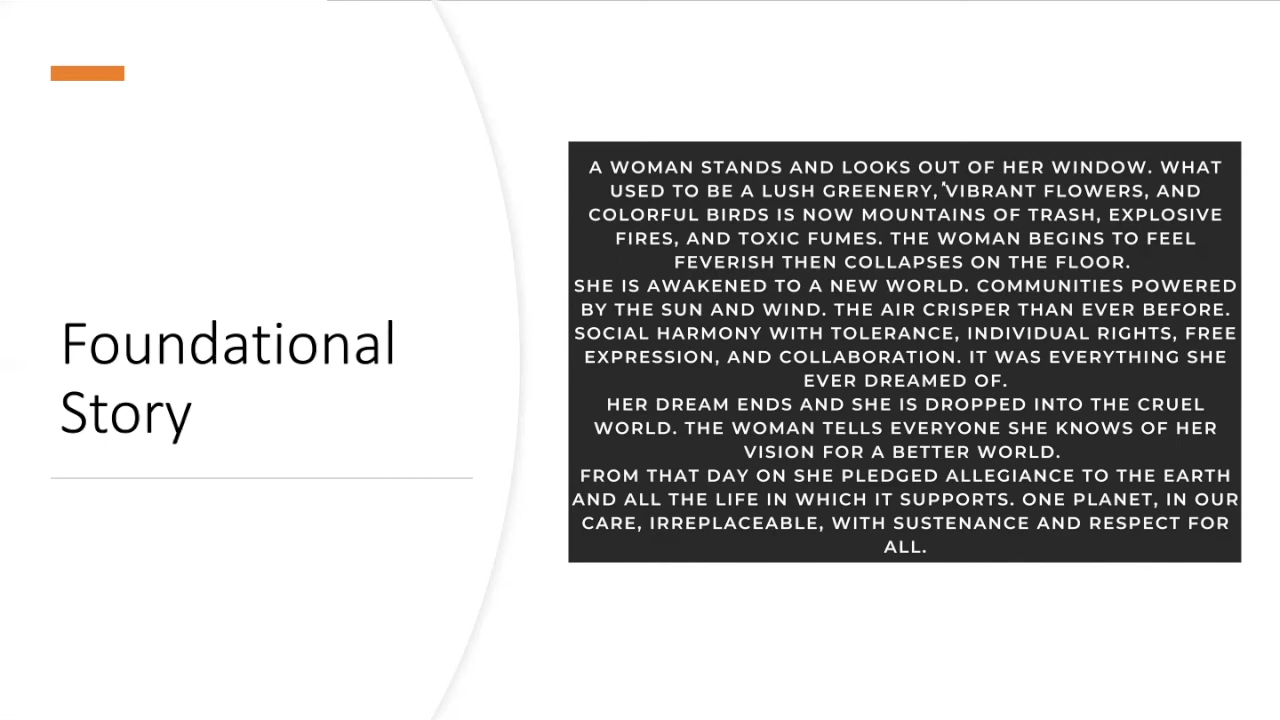 Foundational
Story
A WOMAN STANDS AND LOOKS OUT OF HER WINDOW. WHAT
USED TO BE A LUSH GREENERY, VIBRANT FLOWERS, AND
COLORFUL BIRDS IS NOW MOUNTAINS OF TRASH, EXPLOSIVE
FIRES, AND TOXIC FUMES. THE WOMAN BEGINS TO FEEL
FEVERISH THEN COLLAPSES ON THE FLOOR.
SHE IS AWAKENED TO A NEW WORLD. COMMUNITIES POWERED
BY THE SUN AND WIND. THE AIR CRISPER THAN EVER BEFORE.
SOCIAL HARMONY WITH TOLERANCE, INDIVIDUAL RIGHTS, FREE
EXPRESSION, AND COLLABORATION. IT WAS EVERYTHING SHE
EVER DREAMED OF.
HER DREAM ENDS AND SHE IS DROPPED INTO THE CRUEL
WORLD. THE WOMAN TELLS EVERYONE SHE KNOWS OF HER
VISION FOR A BETTER WORLD.
FROM THAT DAY ON SHE PLEDGED ALLEGIANCE TO THE EARTH
AND ALL THE LIFE IN WHICH IT SUPPORTS. ONE PLANET, IN OUR
CARE, IRREPLACEABLE, WITH SUSTENANCE AND RESPECT FOR
ALL.